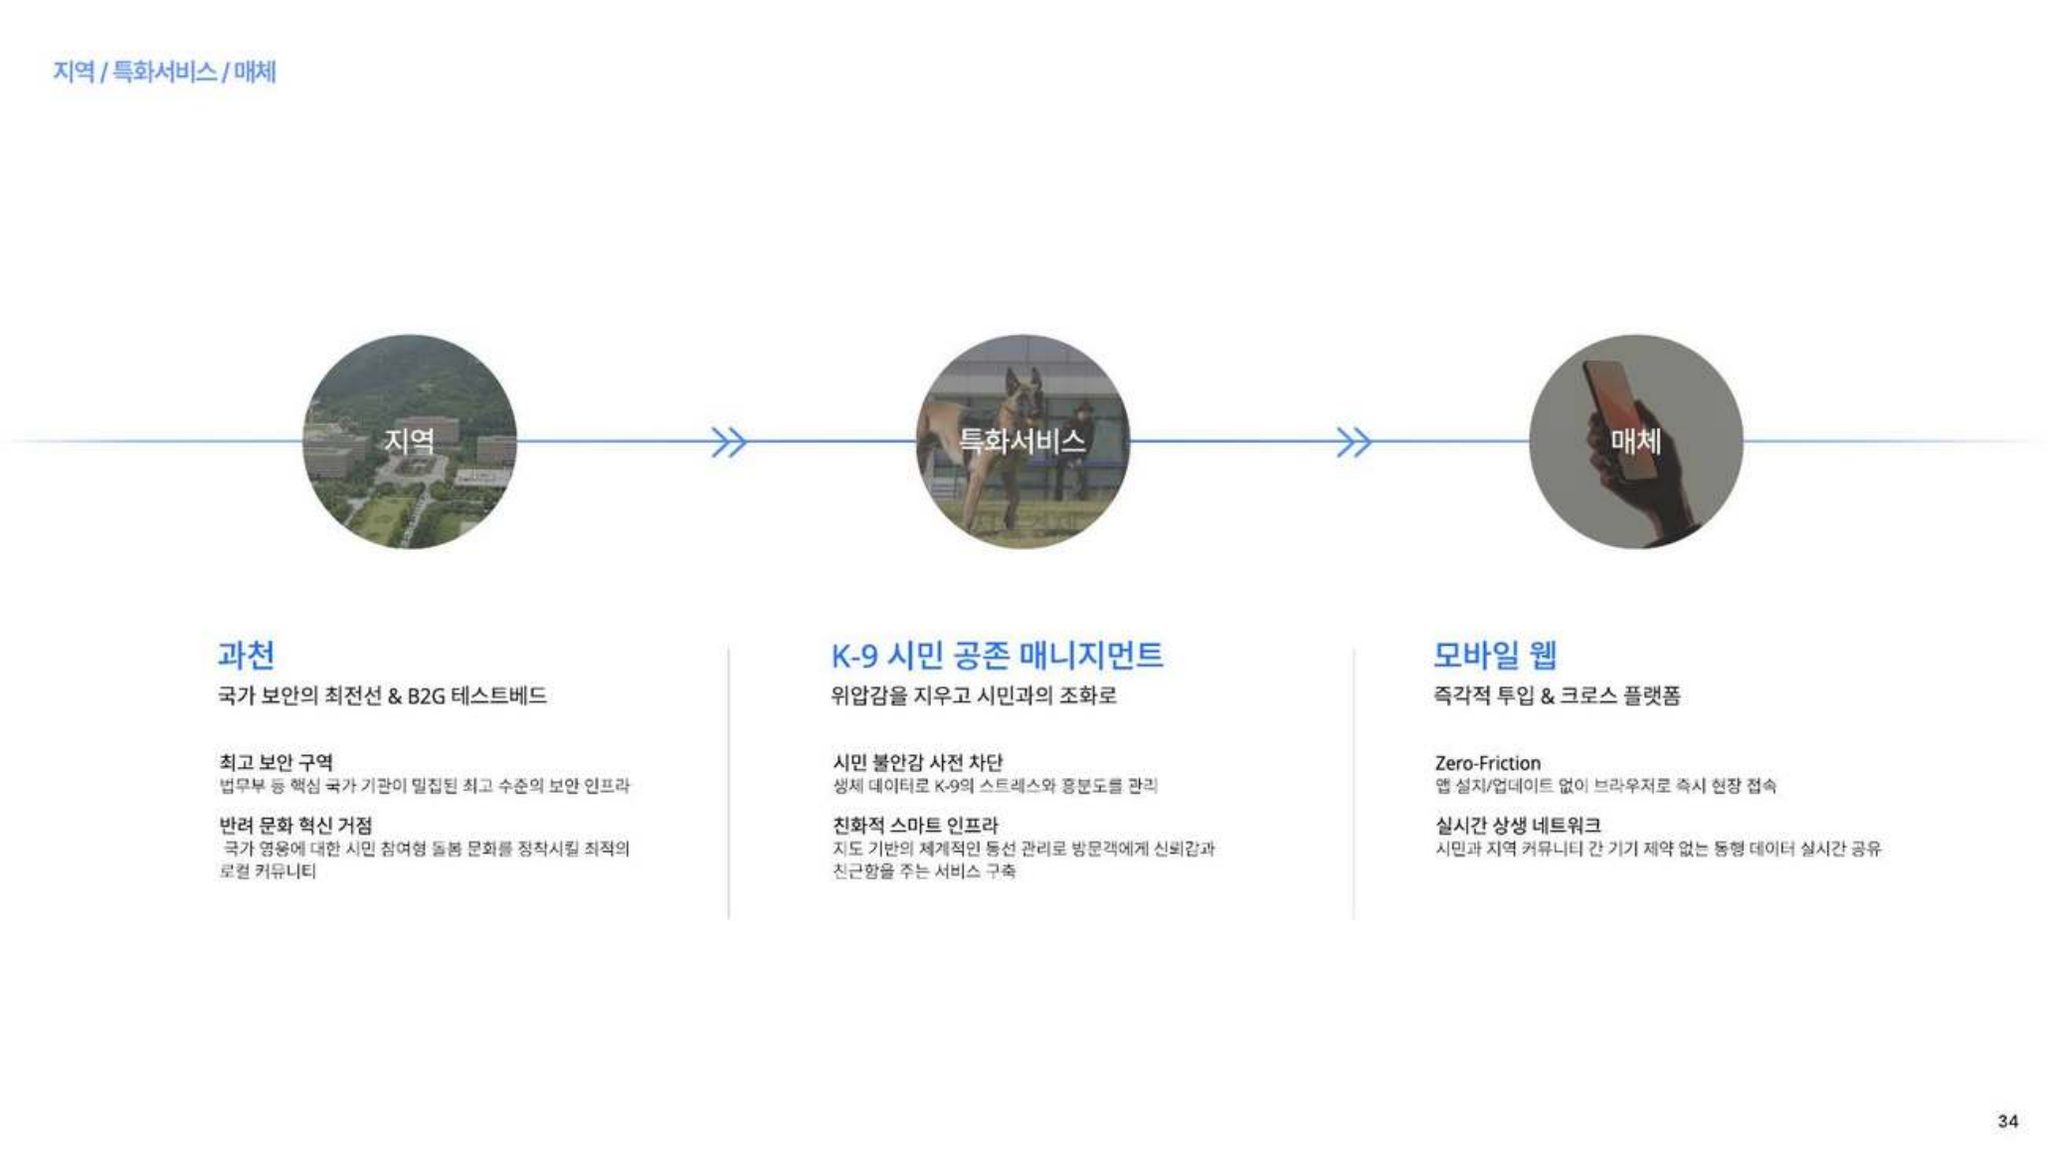 지역 / 특화서비스 / 매체
지역
특화서비스
매체
과천
국가 보안의 최전선 & B2G 테스트베드
최고 보안 구역
법무부 등 핵심 국가 기관이 밀집된 최고 수준의 보안 인프라
반려 문화 혁신 거점
국가 영웅에 대한 시민 참여형 돌봄 문화를 정착시킬 최적의
로컬 커뮤니티
K-9 시민 공존 매니지먼트
위압감을 지우고 시민과의 조화로
시민 불안감 사전 차단
생체 데이터로 K-9의 스트레스와 흥분도를 관리
친화적 스마트 인프라
지도 기반의 체계적인 동선 관리로 방문객에게 신뢰감과
친근함을 주는 서비스 구축
모바일 웹
즉각적 투입 & 크로스 플랫폼
Zero-Friction
앱 설치/업데이트 없이 브라우저로 즉시 현장 접속
실시간 상생 네트워크
시민과 지역 커뮤니티 간 기기 제약 없는 동행 데이터 실시간 공유
34